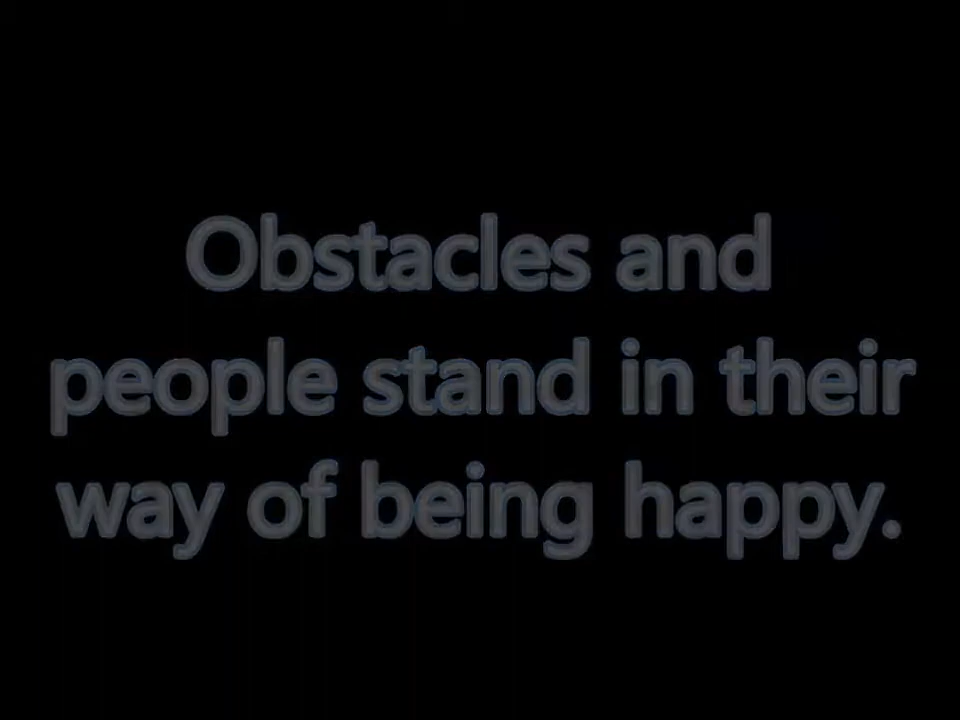 Obstacles and
people stand in their
way of being happy.